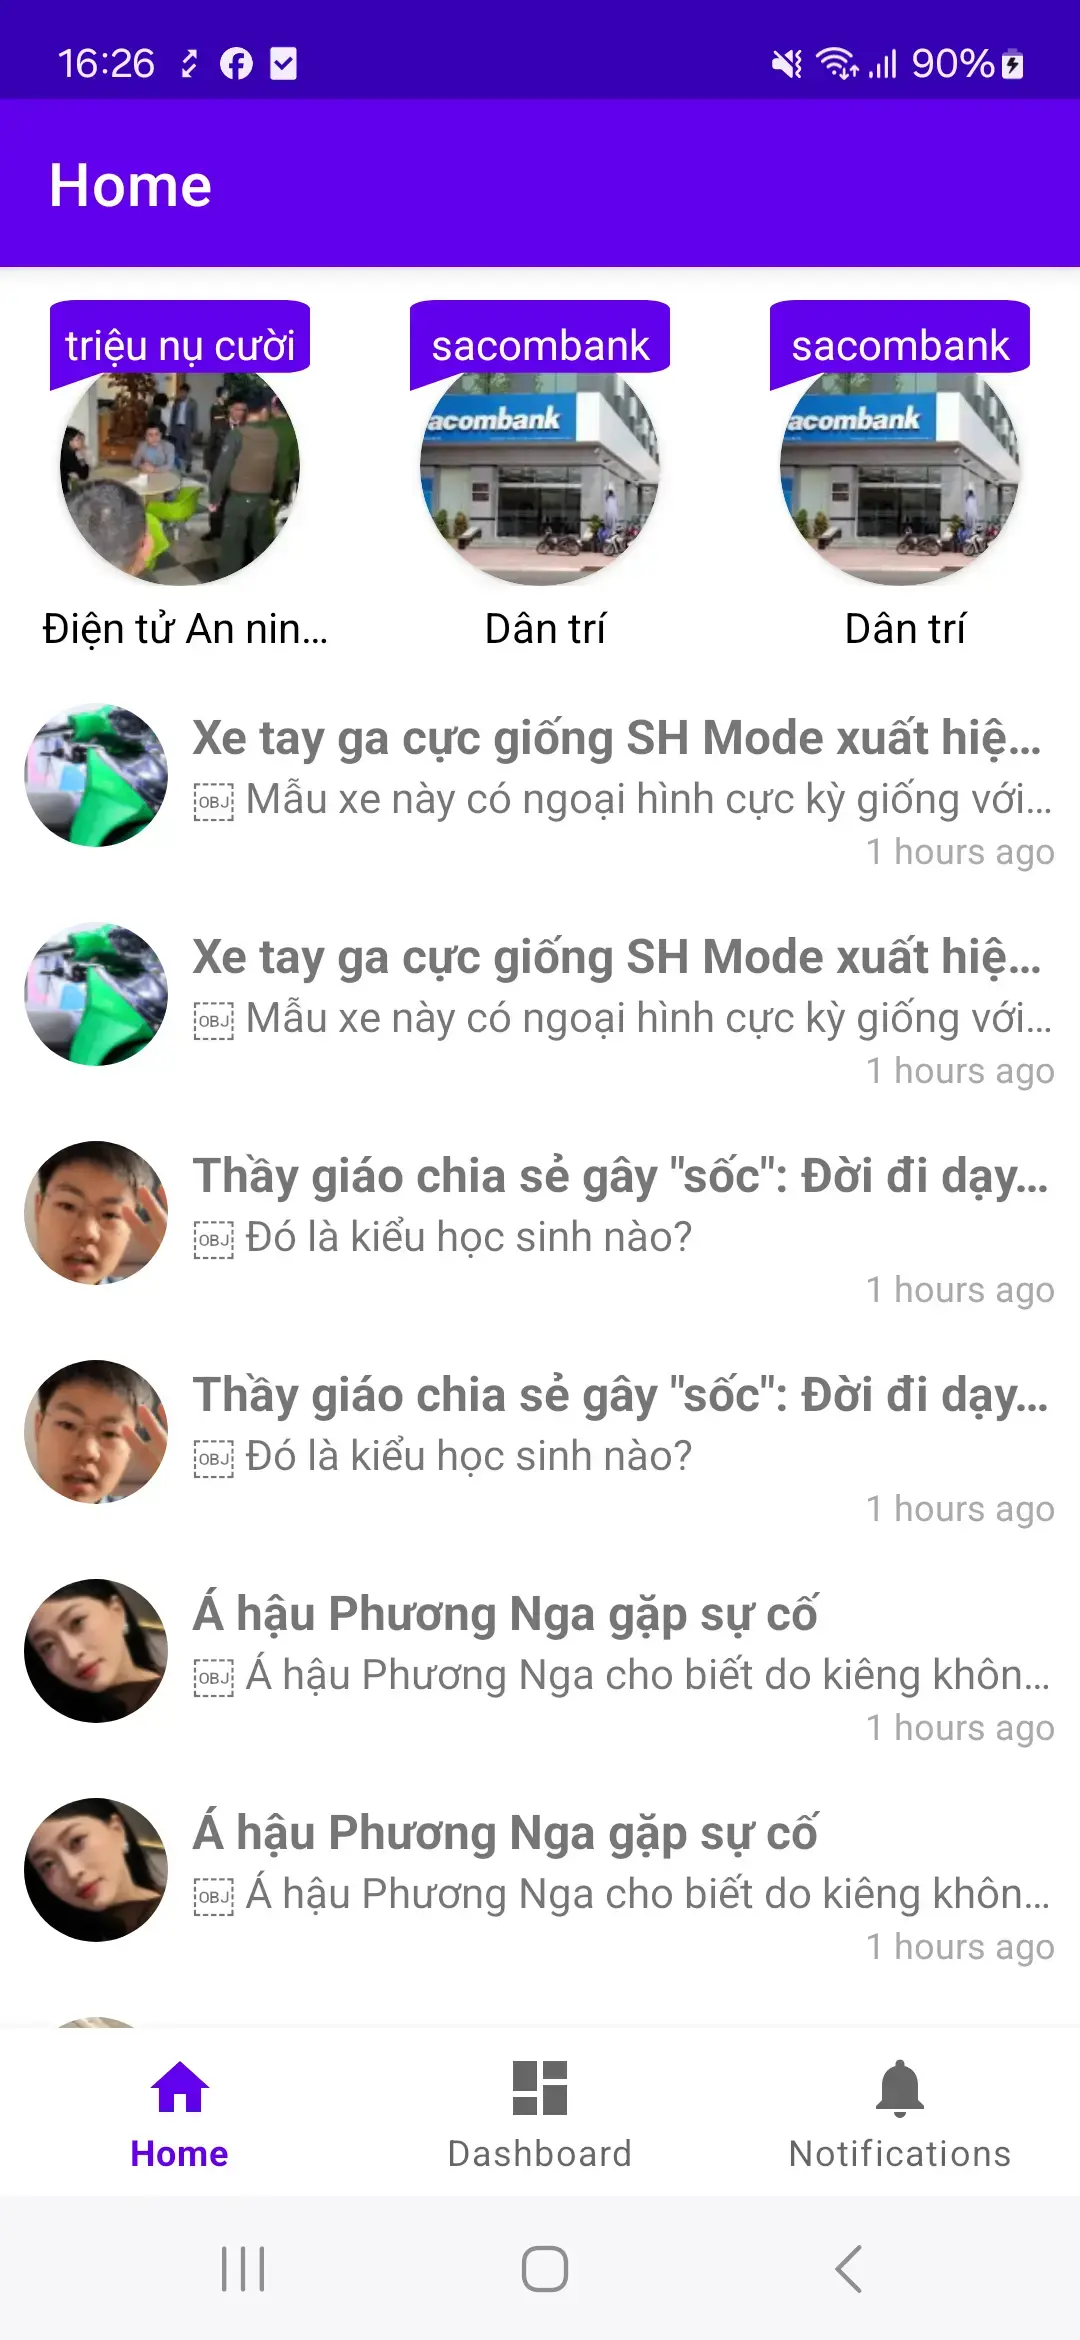 16:26
90%
Home
triệu nụ cười
sacombank
sacombank
acombank
acombank
Điện tử An nin...
Dân trí
Dân trí
Xe tay ga cực giống SH Mode xuất hiệ...
OBJ Mẫu xe này có ngoại hình cực kỳ giống với...
1 hours ago
Xe tay ga cực giống SH Mode xuất hiệ...
OBJ Mẫu xe này có ngoại hình cực kỳ giống với...
1 hours ago
Thầy giáo chia sẻ gây "sốc": Đời đi dạy...
OBJ Đó là kiểu học sinh nào?
1 hours ago
Thầy giáo chia sẻ gây "sốc": Đời đi dạy...
OBJ Đó là kiểu học sinh nào?
1 hours ago
Á hậu Phương Nga gặp sự cố
OBJ Á hậu Phương Nga cho biết do kiêng khôn...
1 hours ago
Á hậu Phương Nga gặp sự cố
OBJ Á hậu Phương Nga cho biết do kiêng khôn...
1 hours ago
Home
Dashboard
Notifications